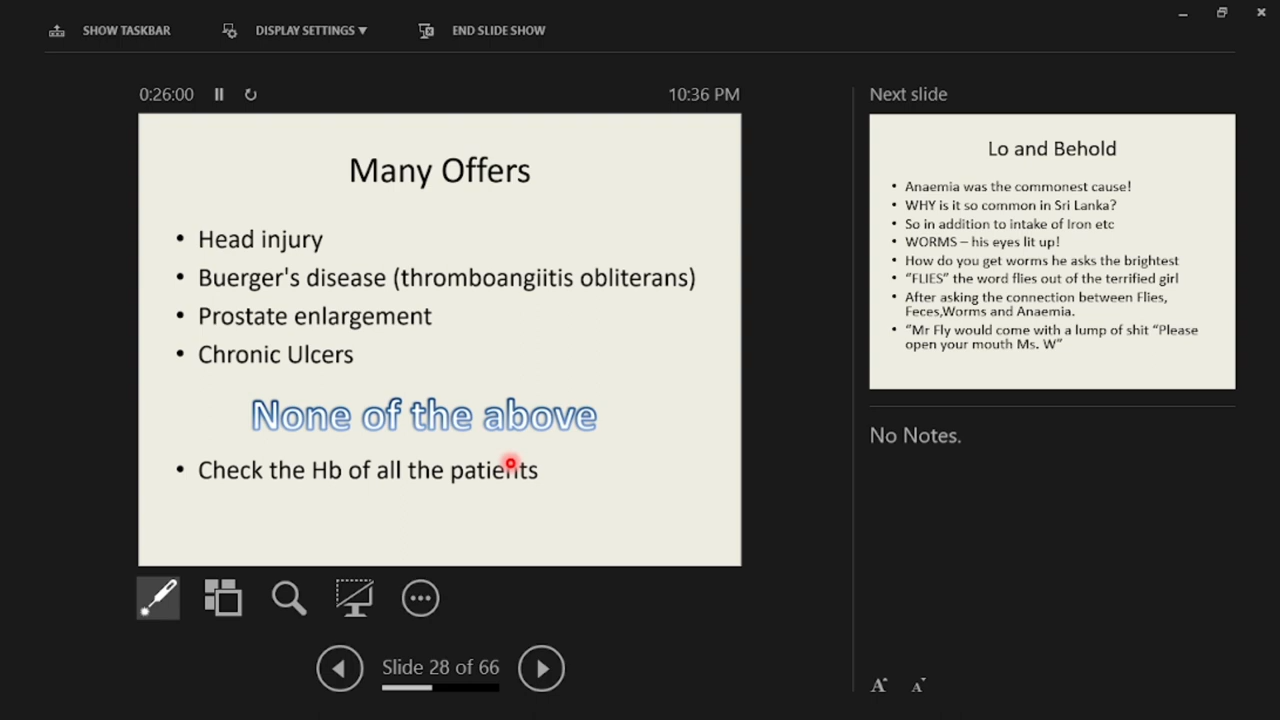 SHOW TASKBAR
DISPLAY SETTINGS ▼
END SLIDE SHOW
0:26:00
10:36 PM
Many Offers
• Head injury
• Buerger's disease (thromboangiitis obliterans)
• Prostate enlargement
• Chronic Ulcers
None of the above
• Check the Hb of all the patients
Slide 28 of 66
Next slide
Lo and Behold
• Anaemia was the commonest cause!
• WHY is it so common in Sri Lanka?
• So in addition to intake of Iron etc
• WORMS – his eyes lit up!
• How do you get worms he asks the brightest
• “FLIES” the word flies out of the terrified girl
• After asking the connection between Flies,
Feces,Worms and Anaemia.
• “Mr Fly would come with a lump of shit “Please
open your mouth Ms. W”
No Notes.
A A